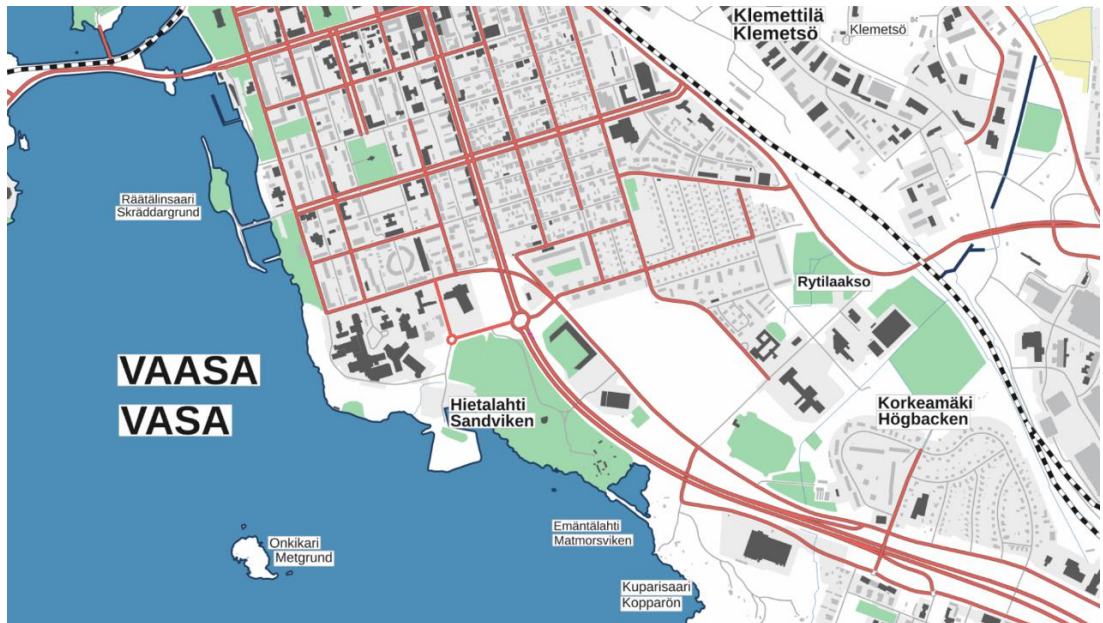 Klemettilä
Klemetsö
Klemetsö
Räätälinsaari
Skräddargrund
Rytilaakso
VAASA
VASA
Hietalahti
Sandviken
Korkeamäki
Högbacken
Onkikari
Metgrund
Emäntälahti
Matmorsviken
Kuparisaari
Kopparön